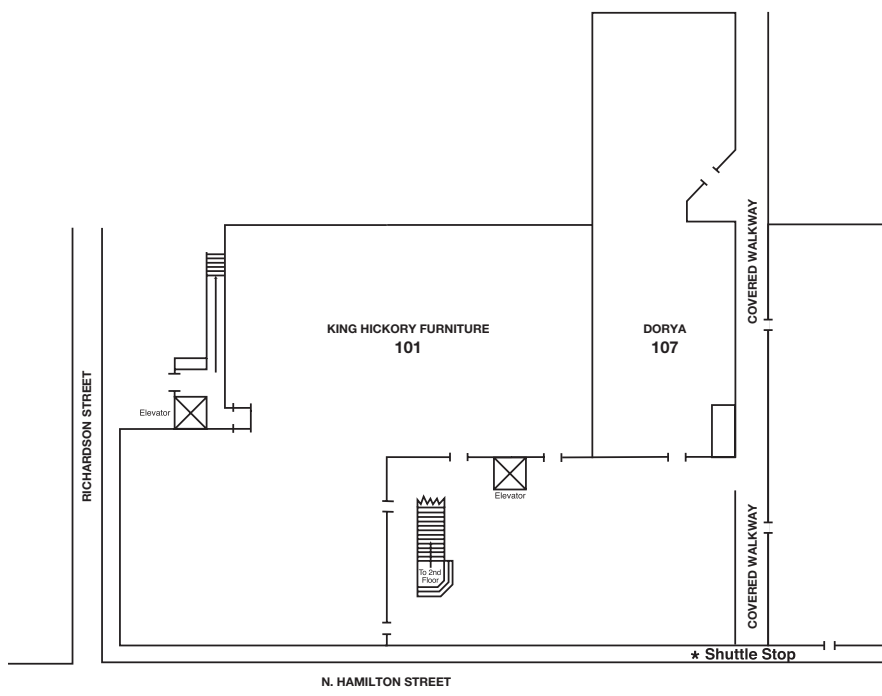 COVERED WALKWAY
KING HICKORY FURNITURE
101
DORYA
107
RICHARDSON STREET
Elevator
Elevator
To 2nd
Floor
COVERED WALKWAY
* Shuttle Stop
N. HAMILTON STREET